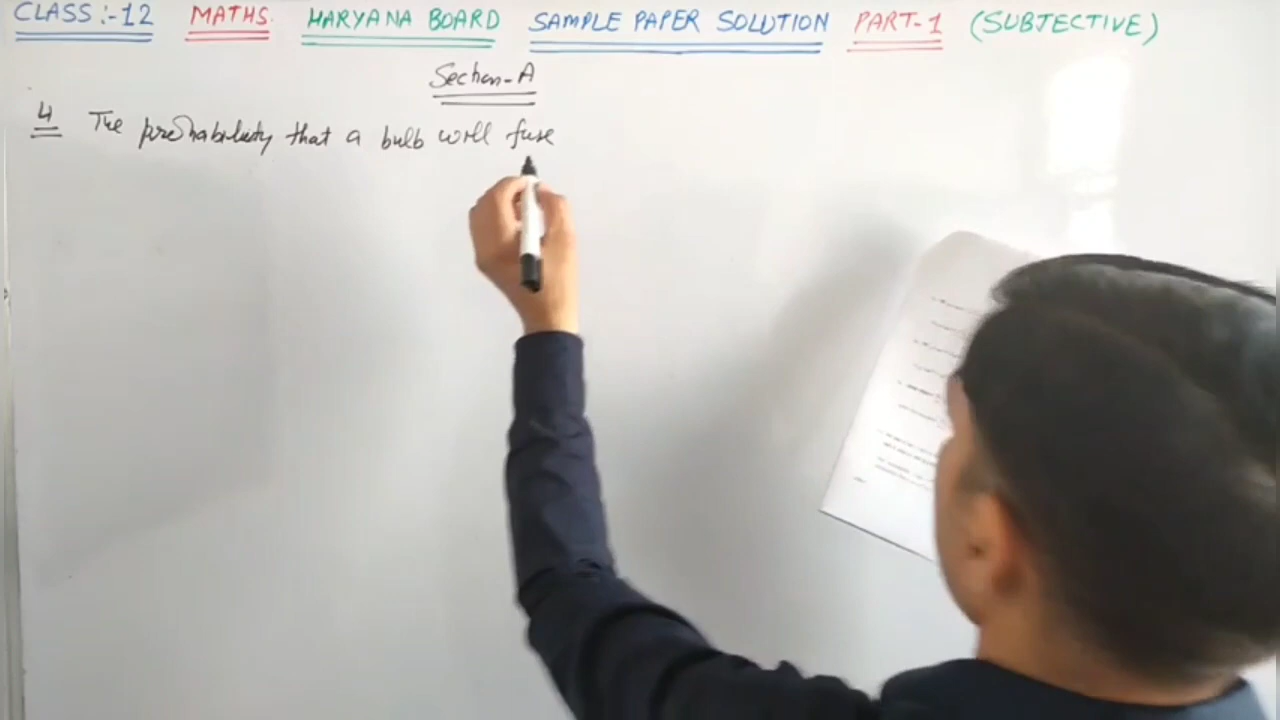 CLASS :- 12 MATHS. HARYANA BOARD SAMPLE PAPER SOLUTION PART-1 (SUBJECTIVE)
Section-A
4 The probability that a bulb will fuse